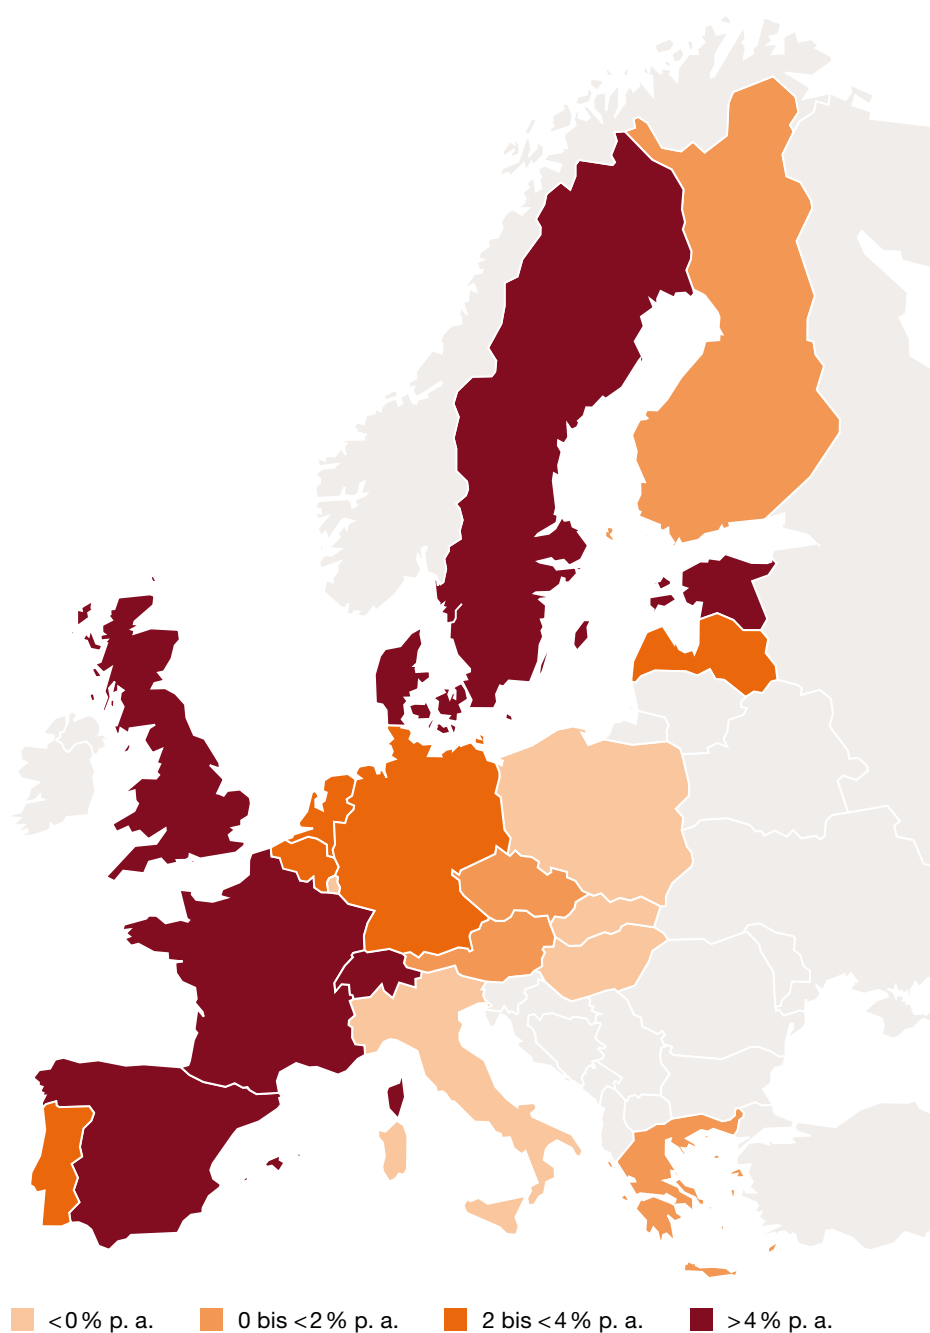 <0 % p. a. 0 bis <2 % p. a. 2 bis <4 % p. a. >4 % p. a.